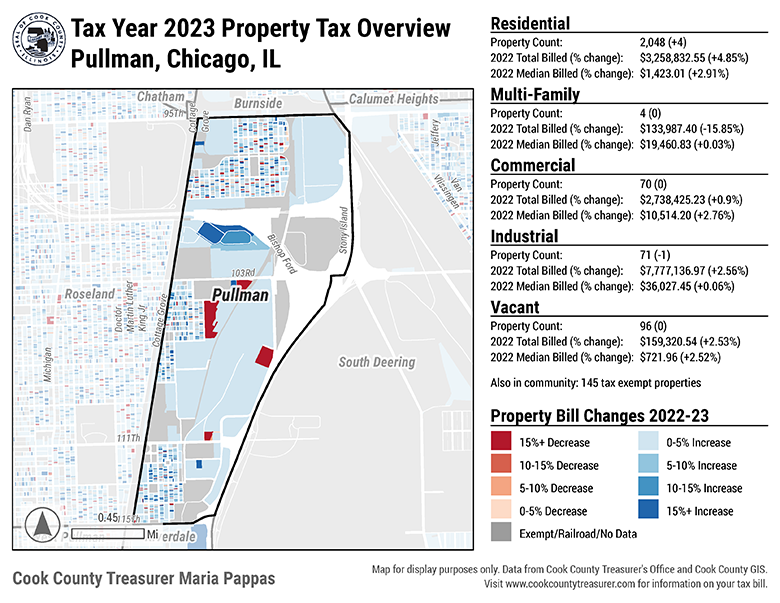 SEAL OF COOK COUNTY
ILLINOIS
Tax Year 2023 Property Tax Overview
Pullman, Chicago, IL
Chatham
Burnside
Calumet Heights
95Th
Dan Ryan
Cottage
Grove
Jeffery
Van
Vlissingen
Stony Island
Bishop Ford
103Rd
Pullman
Roseland
Doctor
Martin Luther
King Jr
Cottage Grove
Michigan
South Deering
111Th
115Th
0.45
Mi
Pullman
erdale
Residential
Property Count: 2,048 (+4)
2022 Total Billed (% change): $3,258,832.55 (+4.85%)
2022 Median Billed (% change): $1,423.01 (+2.91%)
Multi-Family
Property Count: 4 (0)
2022 Total Billed (% change): $133,987.40 (-15.85%)
2022 Median Billed (% change): $19,460.83 (+0.03%)
Commercial
Property Count: 70 (0)
2022 Total Billed (% change): $2,738,425.23 (+0.9%)
2022 Median Billed (% change): $10,514.20 (+2.76%)
Industrial
Property Count: 71 (-1)
2022 Total Billed (% change): $7,777,136.97 (+2.56%)
2022 Median Billed (% change): $36,027.45 (+0.06%)
Vacant
Property Count: 96 (0)
2022 Total Billed (% change): $159,320.54 (+2.53%)
2022 Median Billed (% change): $721.96 (+2.52%)
Also in community: 145 tax exempt properties
Property Bill Changes 2022-23
15%+ Decrease
0-5% Increase
10-15% Decrease
5-10% Increase
5-10% Decrease
10-15% Increase
0-5% Decrease
15%+ Increase
Exempt/Railroad/No Data
Cook County Treasurer Maria Pappas
Map for display purposes only. Data from Cook County Treasurer's Office and Cook County GIS.
Visit www.cookcountytreasurer.com for information on your tax bill.